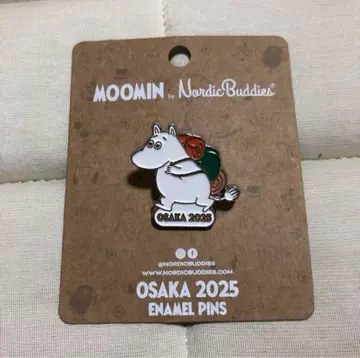 MOOMIN by NordicBuddies®
OSAKA 2025
@NORDICBUDDIES
WWW.NORDICBUDDIES.COM
OSAKA 2025
ENAMEL PINS